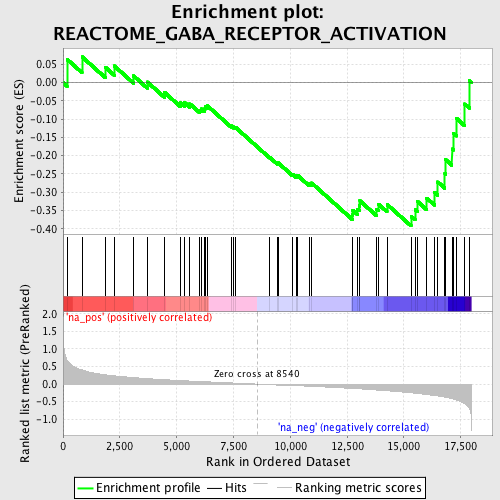 Enrichment plot:
REACTOME_GABA_RECEPTOR_ACTIVATION
Enrichment score (ES)
0.05
0.00
-0.05
-0.10
-0.15
-0.20
-0.25
-0.30
-0.35
-0.40
'na_pos' (positively correlated)
Ranked list metric (PreRanked)
2.0
1.5
1.0
0.5
0.0
-0.5
-1.0
Zero cross at 8540
'na_neg' (negatively correlated)
0 2,500 5,000 7,500 10,000 12,500 15,000 17,500
Rank in Ordered Dataset
Enrichment profile Hits Ranking metric scores